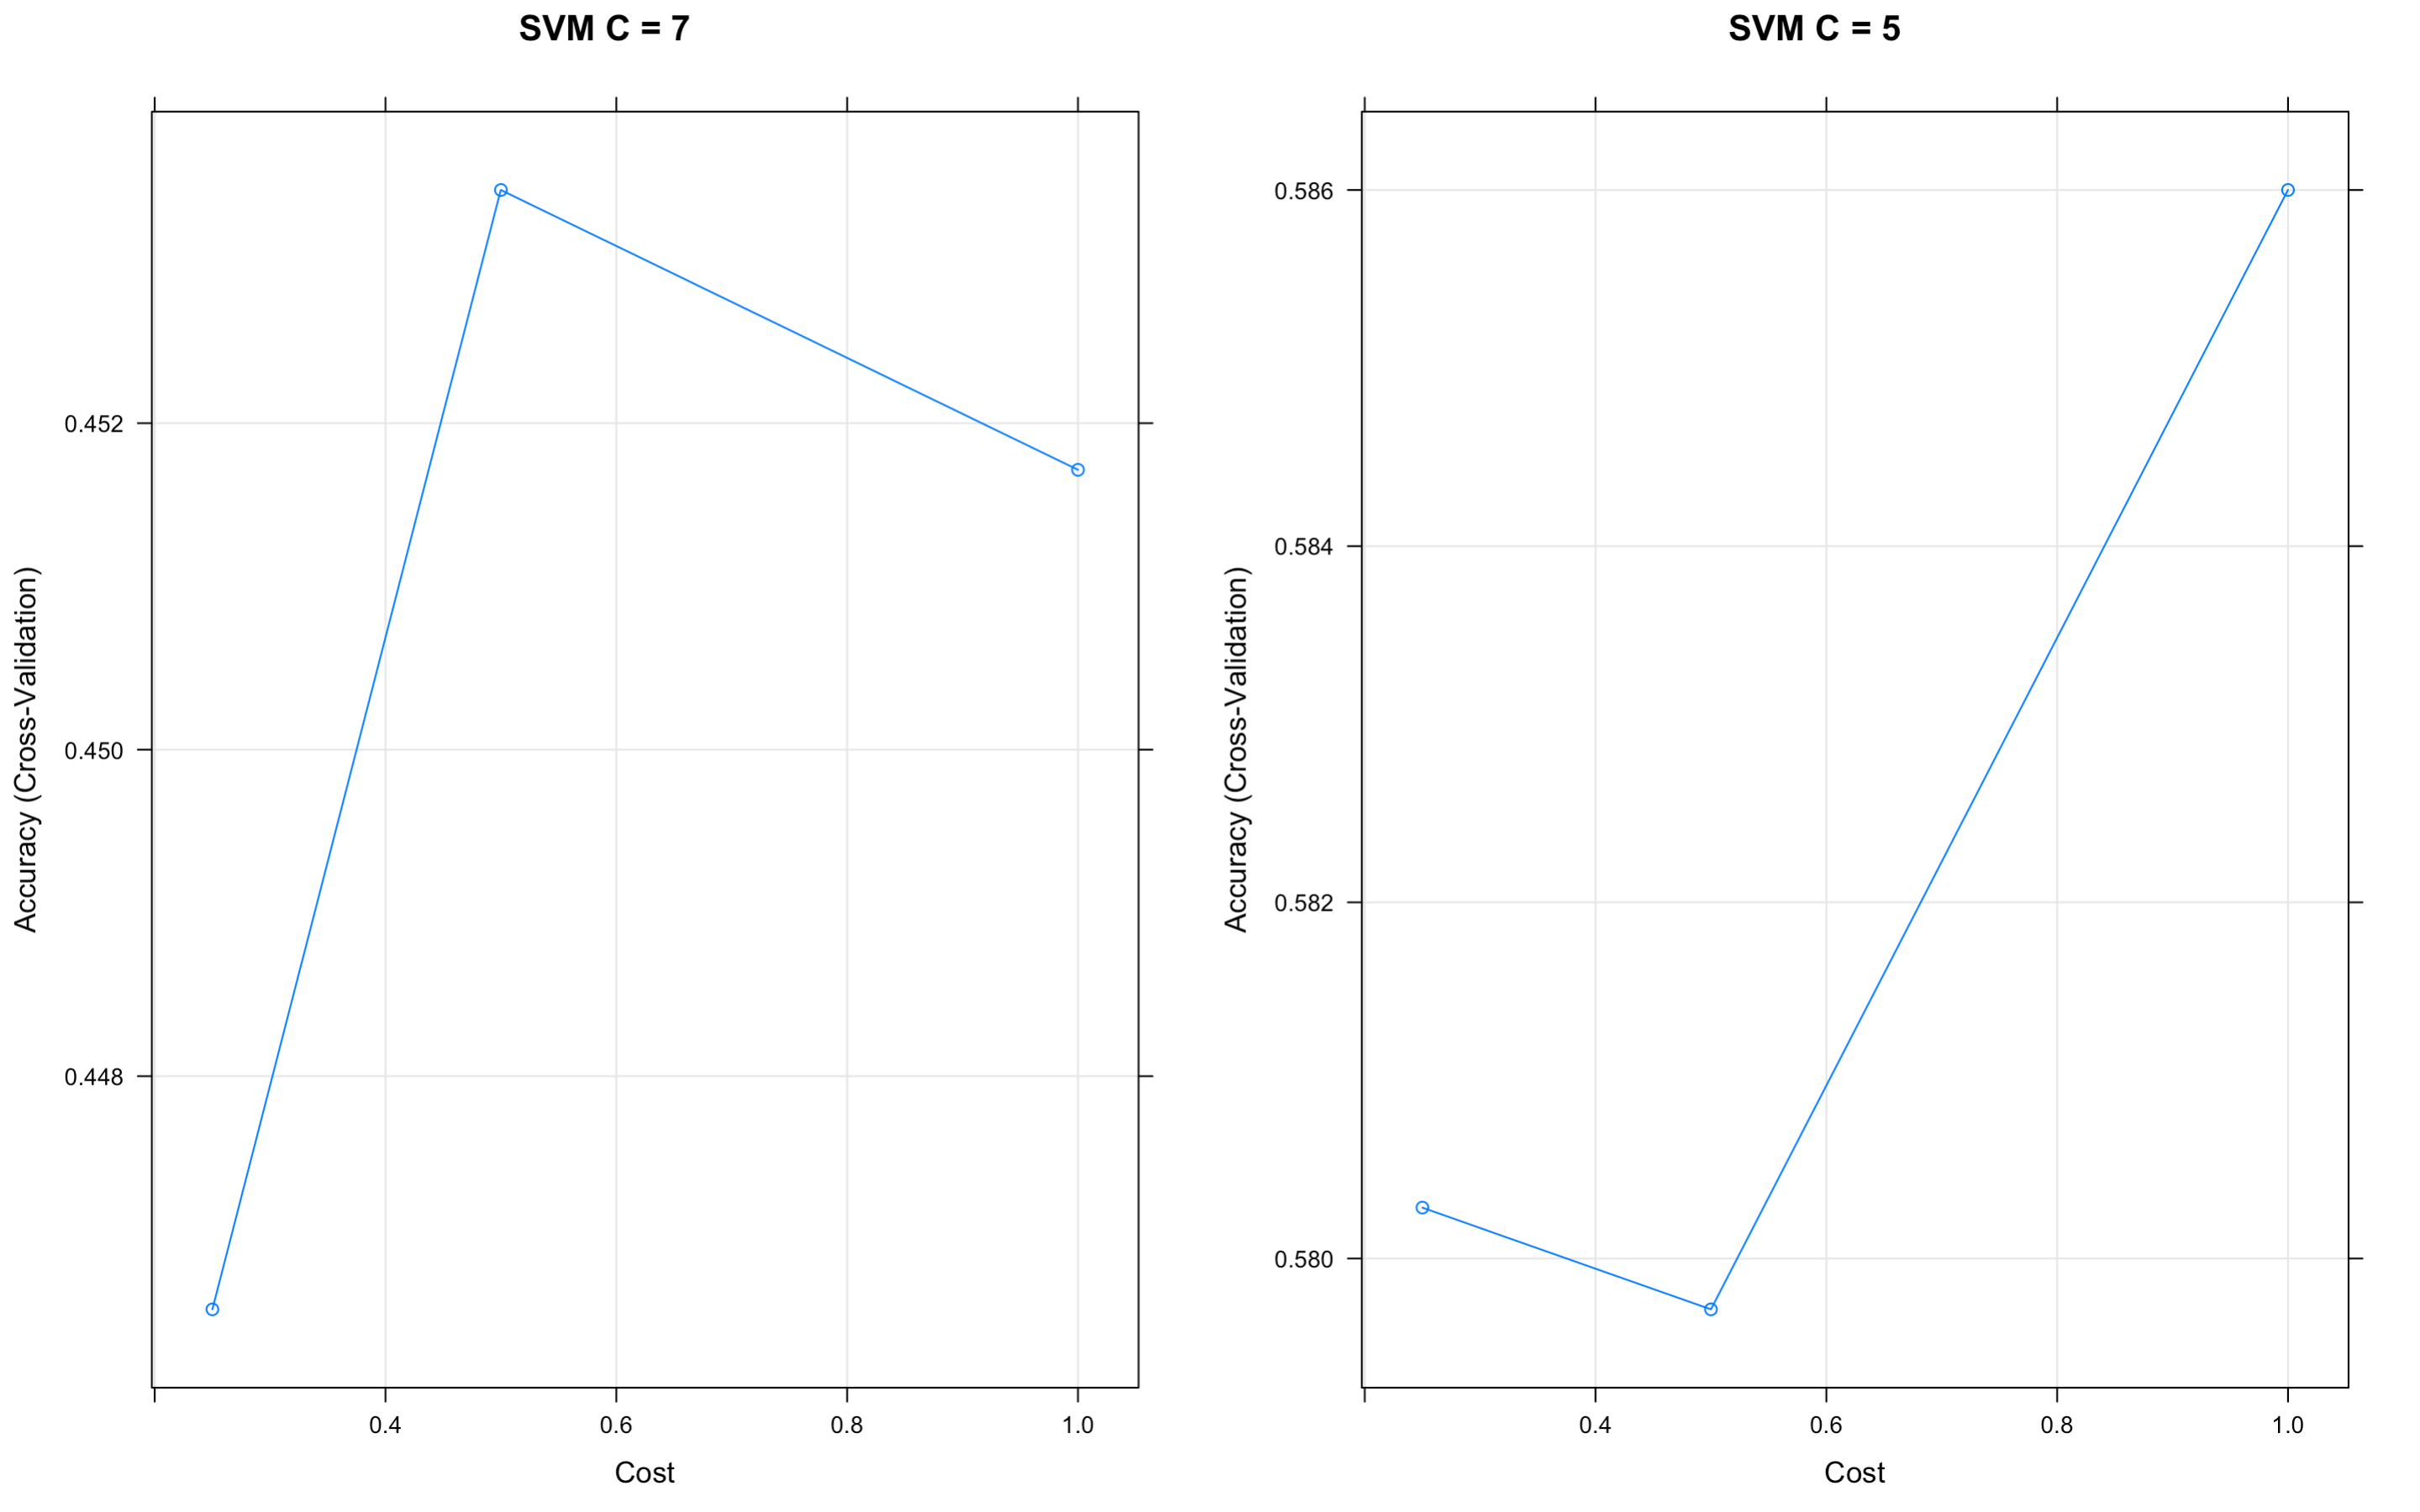 SVM C = 7
Accuracy (Cross-Validation)
0.452
0.450
0.448
0.4 0.6 0.8 1.0
Cost
SVM C = 5
Accuracy (Cross-Validation)
0.586
0.584
0.582
0.580
0.4 0.6 0.8 1.0
Cost